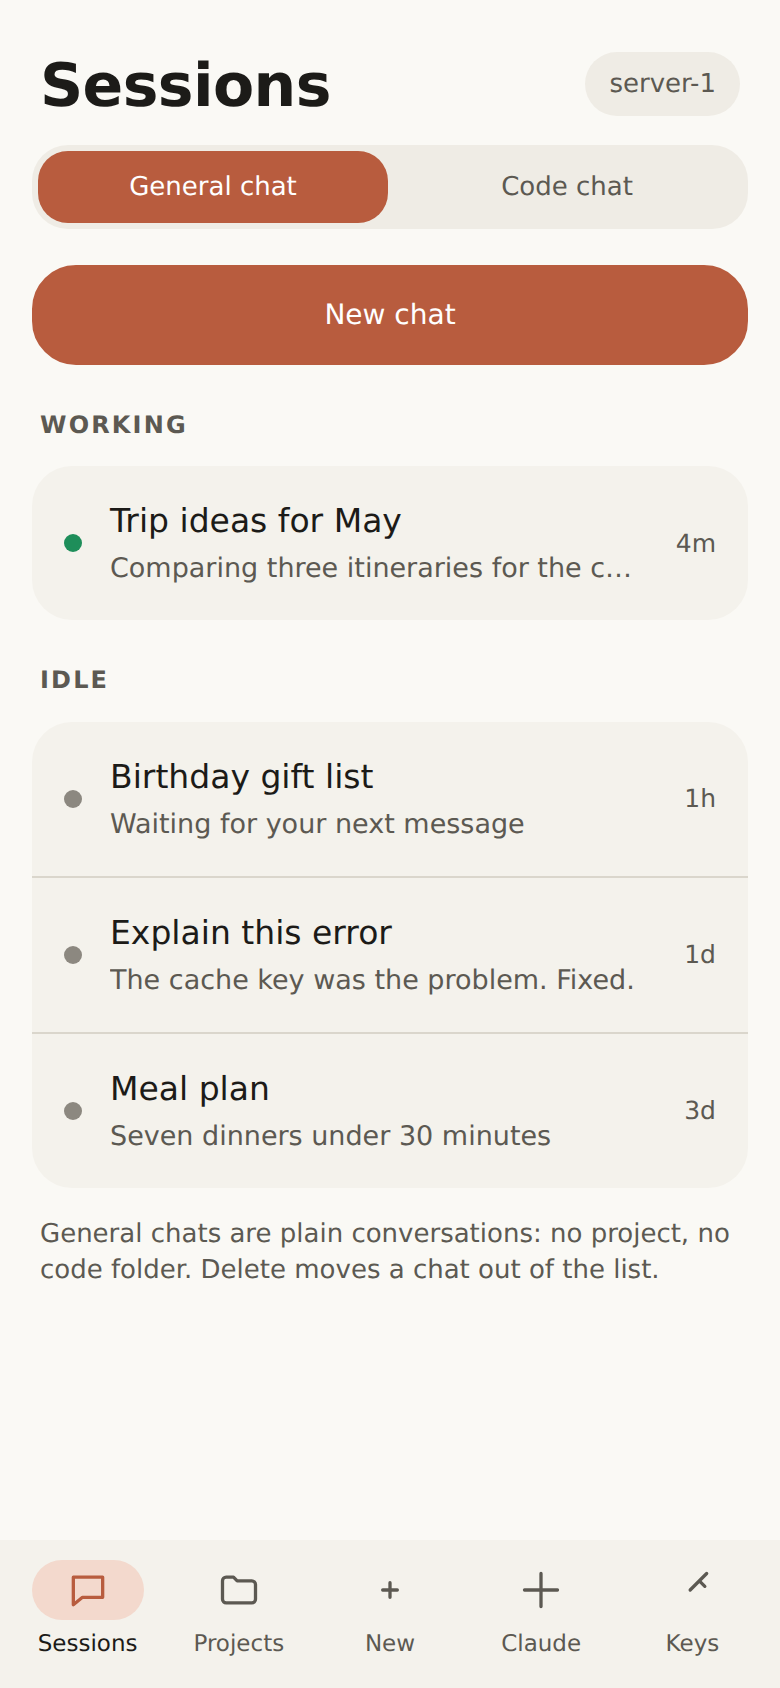 Sessions
server-1
General chat
Code chat
New chat
WORKING
Trip ideas for May
Comparing three itineraries for the c...
4m
IDLE
Birthday gift list
Waiting for your next message
1h
Explain this error
The cache key was the problem. Fixed.
1d
Meal plan
Seven dinners under 30 minutes
3d
General chats are plain conversations: no project, no
code folder. Delete moves a chat out of the list.
Sessions
Projects
New
Claude
Keys